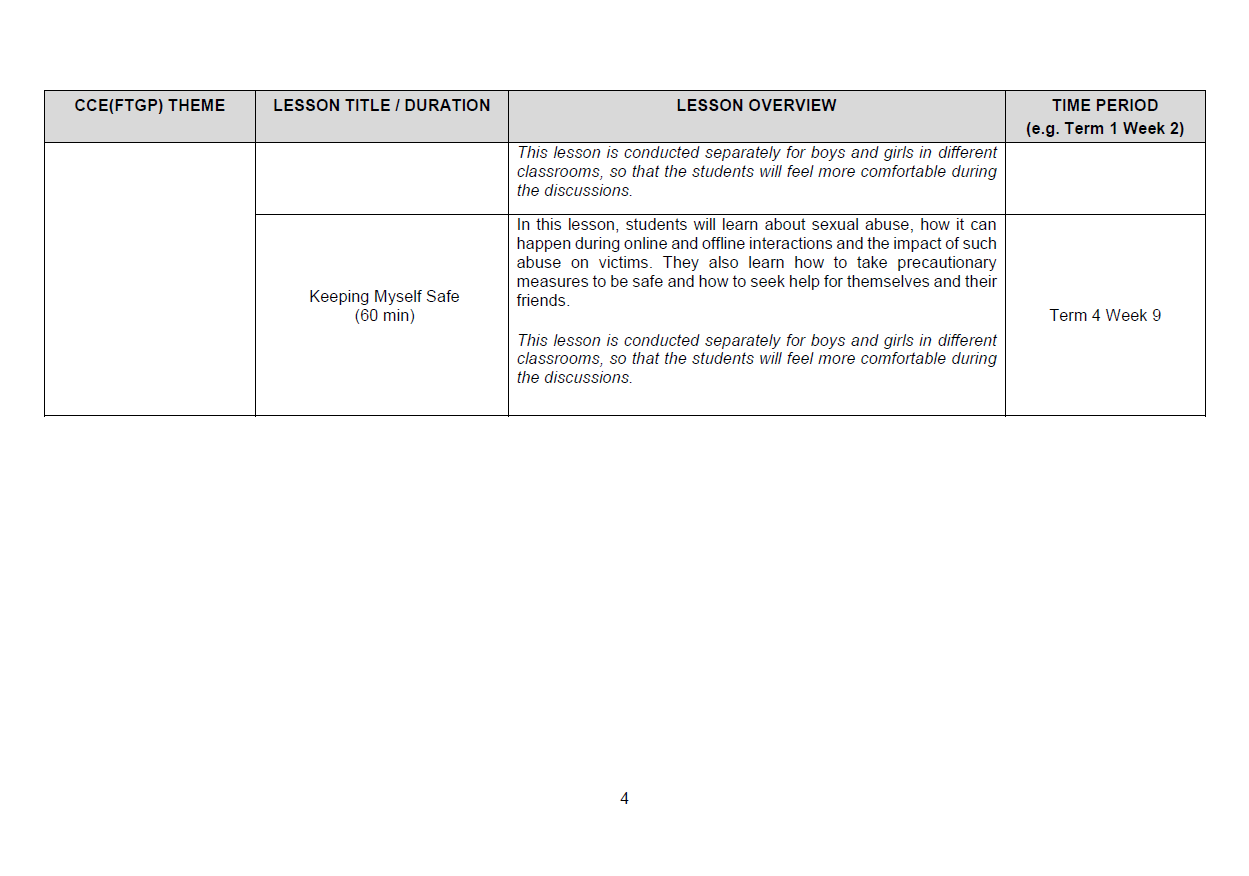 CCE(FTGP) THEME
LESSON TITLE / DURATION
LESSON OVERVIEW
TIME PERIOD
(e.g. Term 1 Week 2)
This lesson is conducted separately for boys and girls in different
classrooms, so that the students will feel more comfortable during
the discussions.
Keeping Myself Safe
(60 min)
In this lesson, students will learn about sexual abuse, how it can
happen during online and offline interactions and the impact of such
abuse on victims. They also learn how to take precautionary
measures to be safe and how to seek help for themselves and their
friends.
This lesson is conducted separately for boys and girls in different
classrooms, so that the students will feel more comfortable during
the discussions.
Term 4 Week 9
4